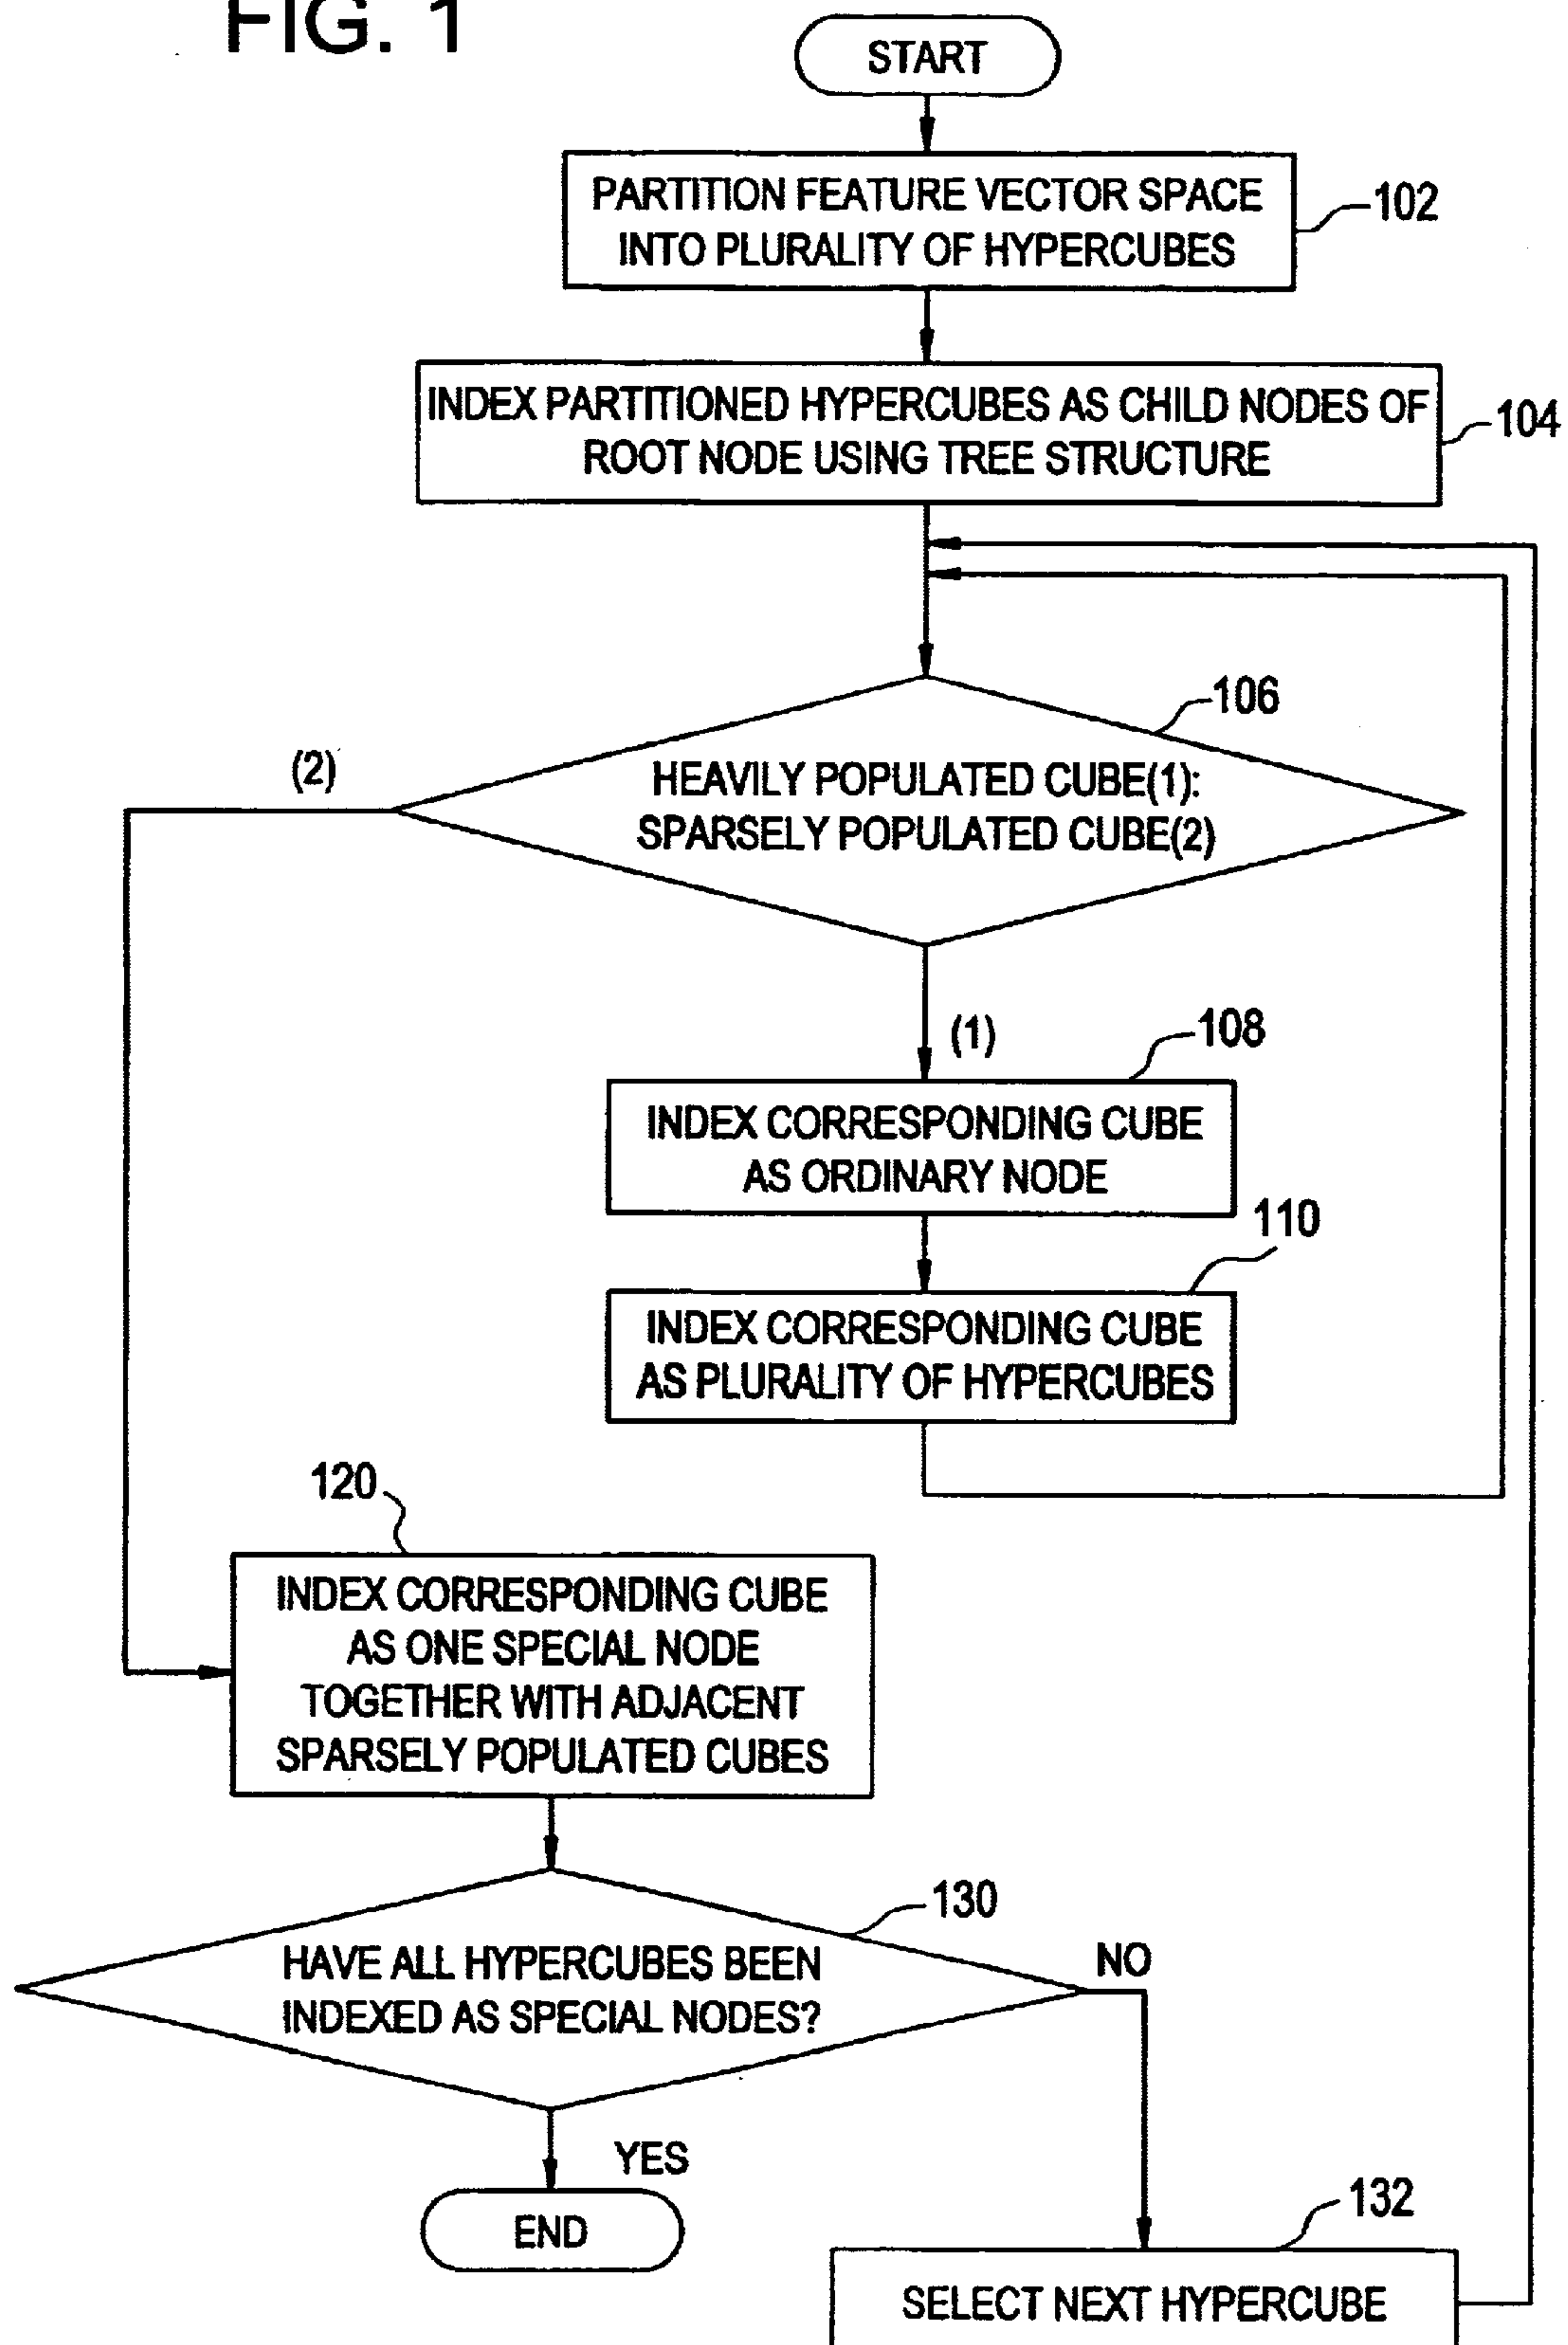 FIG. 1
START
PARTITION FEATURE VECTOR SPACE
INTO PLURALITY OF HYPERCUBES
102
INDEX PARTITIONED HYPERCUBES AS CHILD NODES OF
ROOT NODE USING TREE STRUCTURE
104
106
(2)
HEAVILY POPULATED CUBE(1):
SPARSELY POPULATED CUBE(2)
(1)
108
INDEX CORRESPONDING CUBE
AS ORDINARY NODE
110
INDEX CORRESPONDING CUBE
AS PLURALITY OF HYPERCUBES
120
INDEX CORRESPONDING CUBE
AS ONE SPECIAL NODE
TOGETHER WITH ADJACENT
SPARSELY POPULATED CUBES
130
HAVE ALL HYPERCUBES BEEN
INDEXED AS SPECIAL NODES?
NO
YES
END
132
SELECT NEXT HYPERCUBE